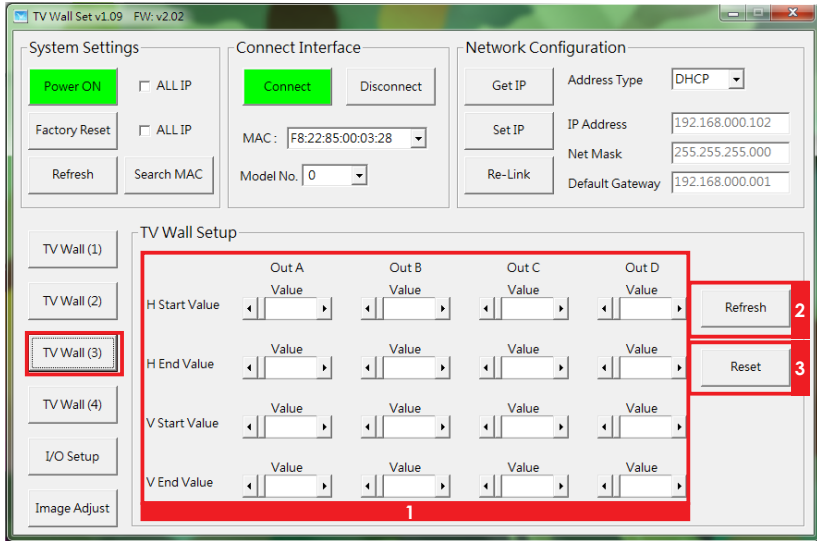 TV Wall Set v1.09 FW: v2.02
System Settings
Power ON
ALL IP
Factory Reset
ALL IP
Refresh
Search MAC
Connect Interface
Connect
Disconnect
MAC : F8:22:85:00:03:28
Model No. 0
Network Configuration
Get IP
Address Type DHCP
Set IP
IP Address 192.168.000.102
Net Mask 255.255.255.000
Re-Link
Default Gateway 192.168.000.001
TV Wall (1)
TV Wall (2)
TV Wall (3)
TV Wall (4)
I/O Setup
Image Adjust
TV Wall Setup
Out A Out B Out C Out D
Value Value Value Value
H Start Value
Value Value Value Value
H End Value
Value Value Value Value
V Start Value
Value Value Value Value
V End Value
1
Refresh 2
Reset 3